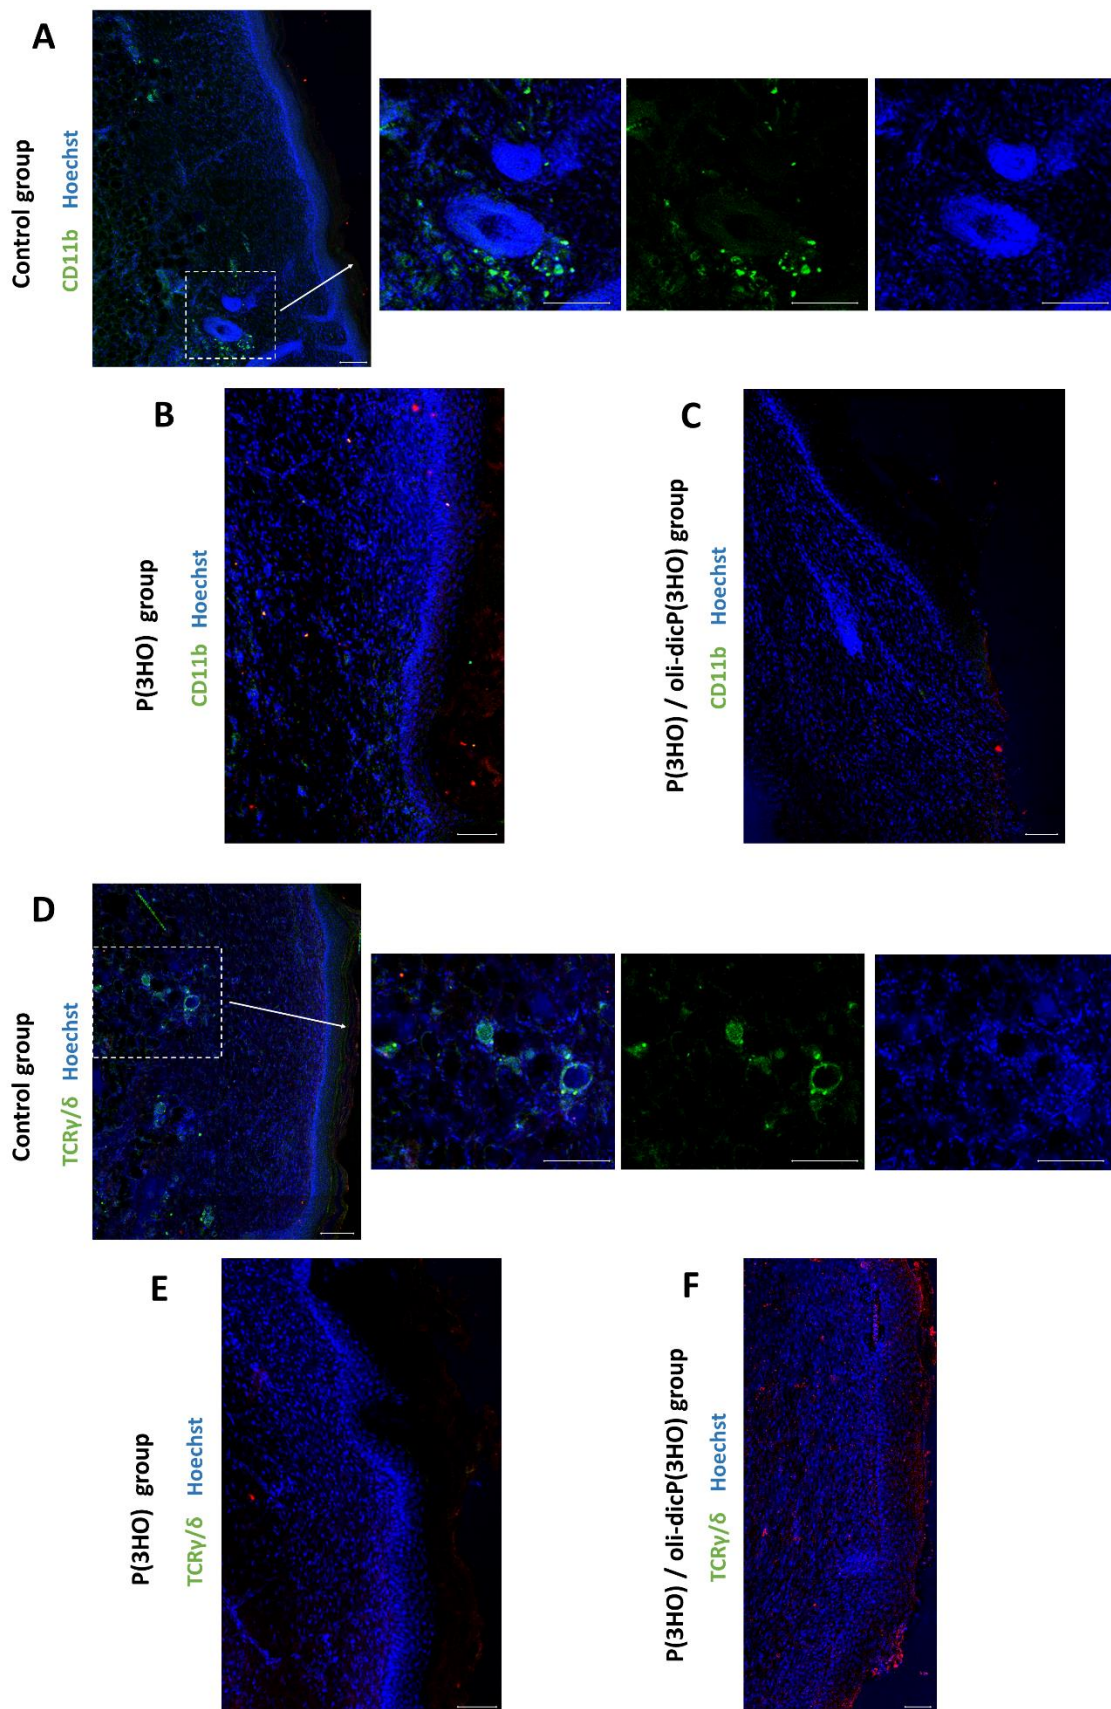 A
Control group
CD11b Hoechst
B
P(3HO) group
CD11b Hoechst
C
P(3HO) / oli-dicP(3HO) group
CD11b Hoechst
D
Control group
TCRγ/δ Hoechst
E
P(3HO) group
TCRγ/δ Hoechst
F
P(3HO) / oli-dicP(3HO) group
TCRγ/δ Hoechst